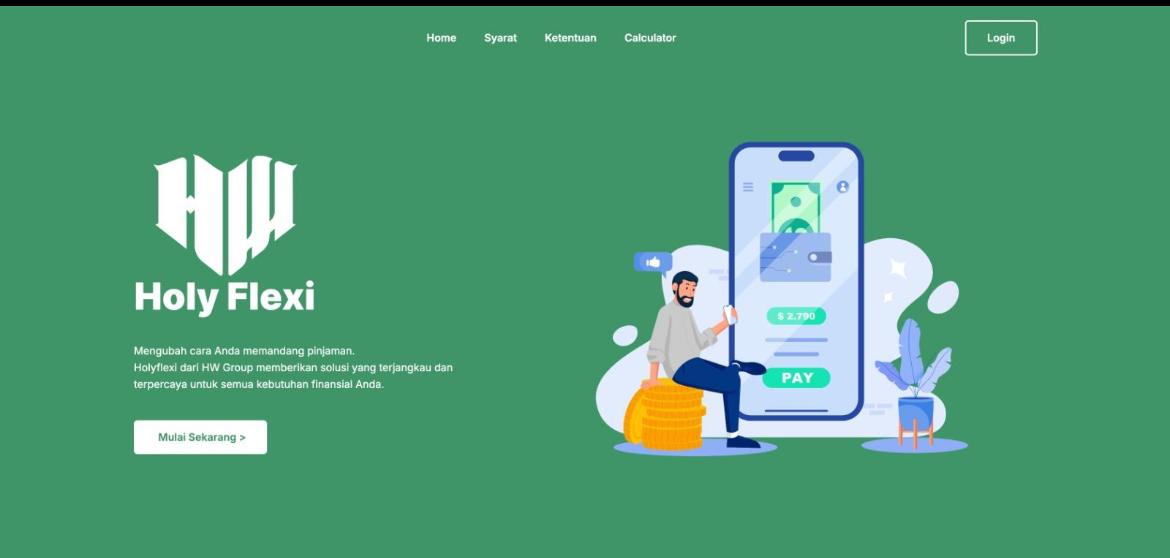 Home
Syarat
Ketentuan
Calculator
Login
HW
Holy Flexi
Mengubah cara Anda memandang pinjaman.
Holyflexi dari HW Group memberikan solusi yang terjangkau dan
terpercaya untuk semua kebutuhan finansial Anda.
Mulai Sekarang >
$ 2.790
PAY